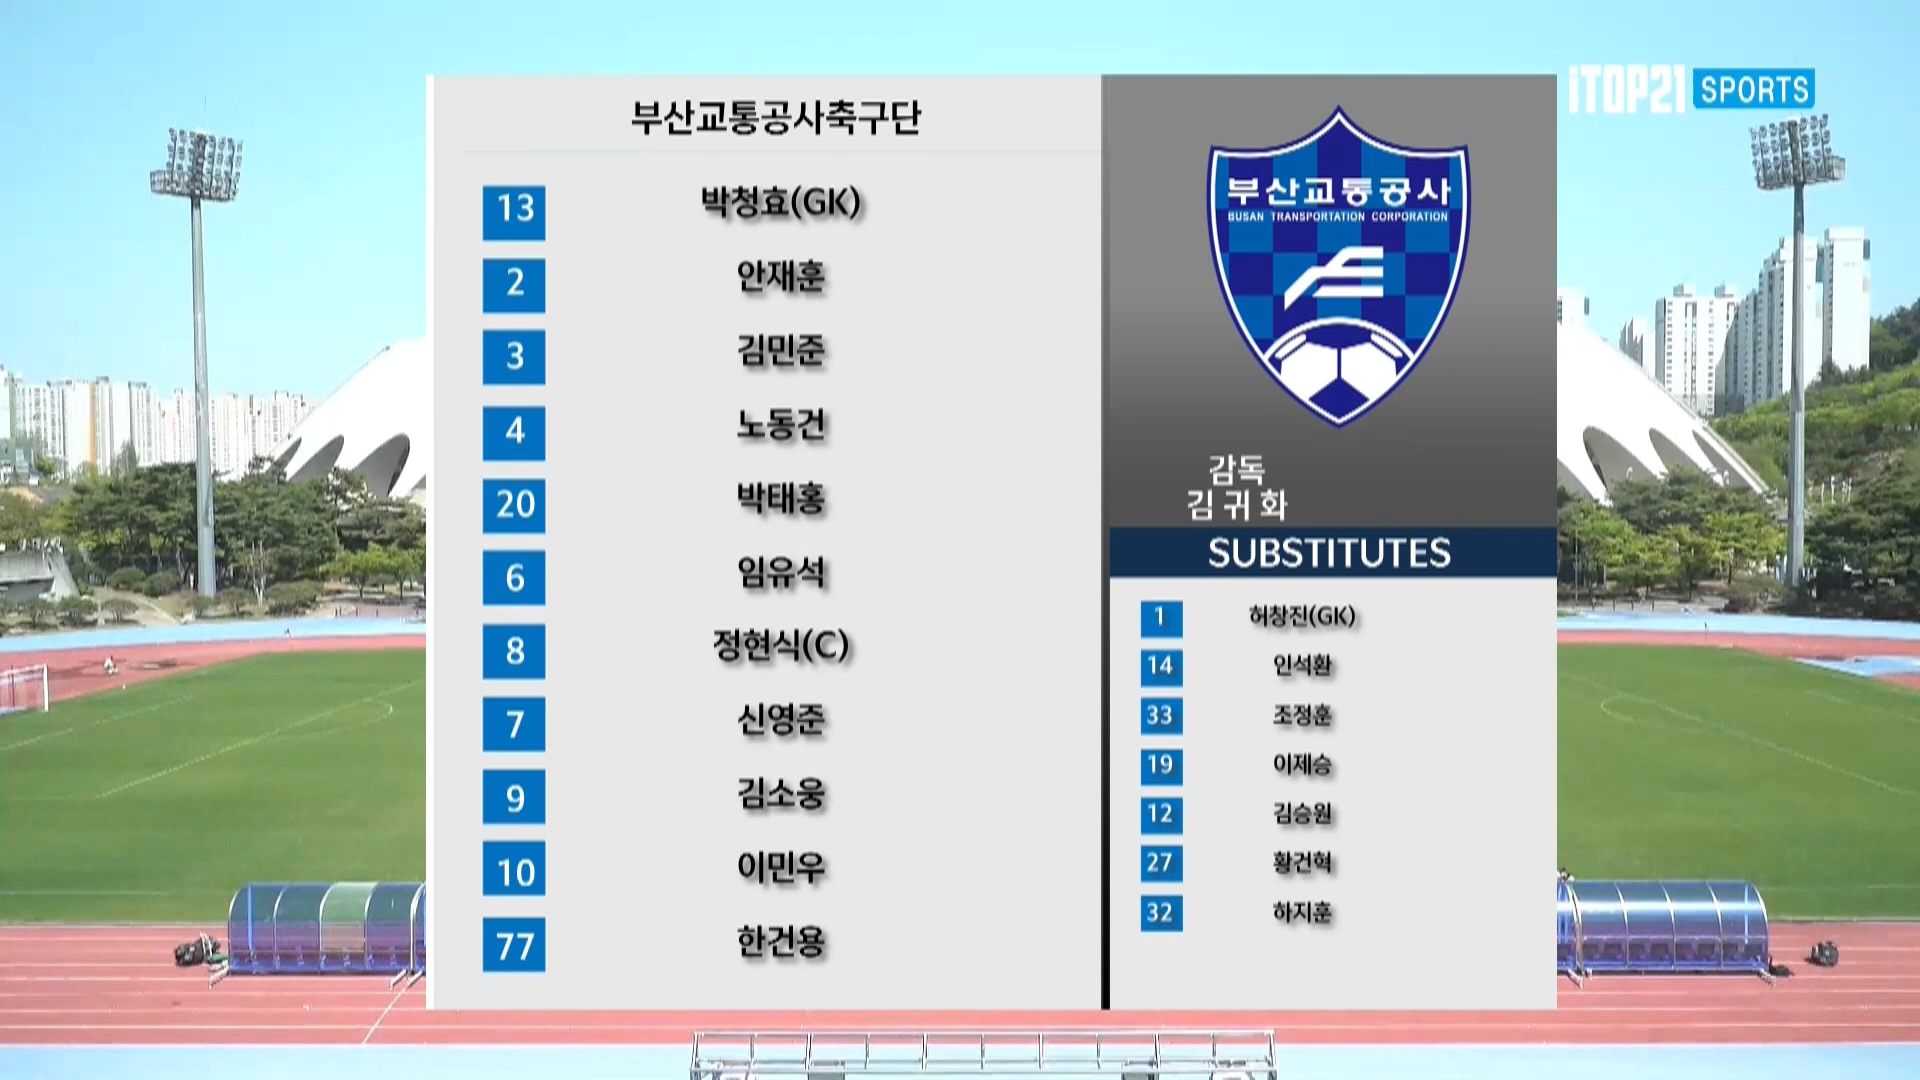 iTOP21 SPORTS
부산교통공사축구단
13 박청효(GK)
2 안재훈
3 김민준
4 노동건
20 박태홍
6 임유석
8 정현식(C)
7 신영준
9 김소웅
10 이민우
77 한건용
부산교통공사
BUSAN TRANSPORTATION CORPORATION
감독
김귀화
SUBSTITUTES
1 허창진(GK)
14 인석환
33 조정훈
19 이제승
12 김승원
27 황건혁
32 하지훈